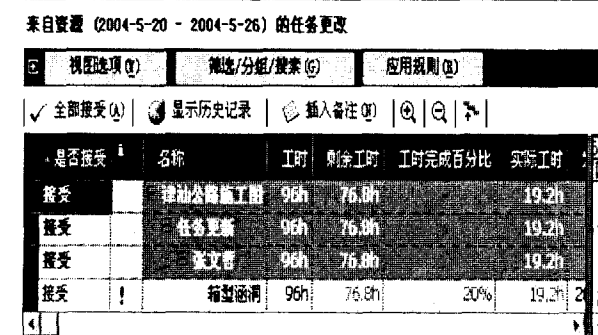 来自资源 (2004-5-20 - 2004-5-26) 的任务更改
视图选项(V) 筛选/分组/搜索(G) 应用规则(R)
全部接受(A) 显示历史记录 插入备注(N)
是否接受 名称 工时 剩余工时 工时完成百分比 实际工时
接受 津汕公路施工图 96h 76.8h 19.2h
接受 任务更新 96h 76.8h 19.2h
接受 96h 76.8h 19.2h
接受 ! 箱型涵洞 96h 76.8h 20% 19.2h